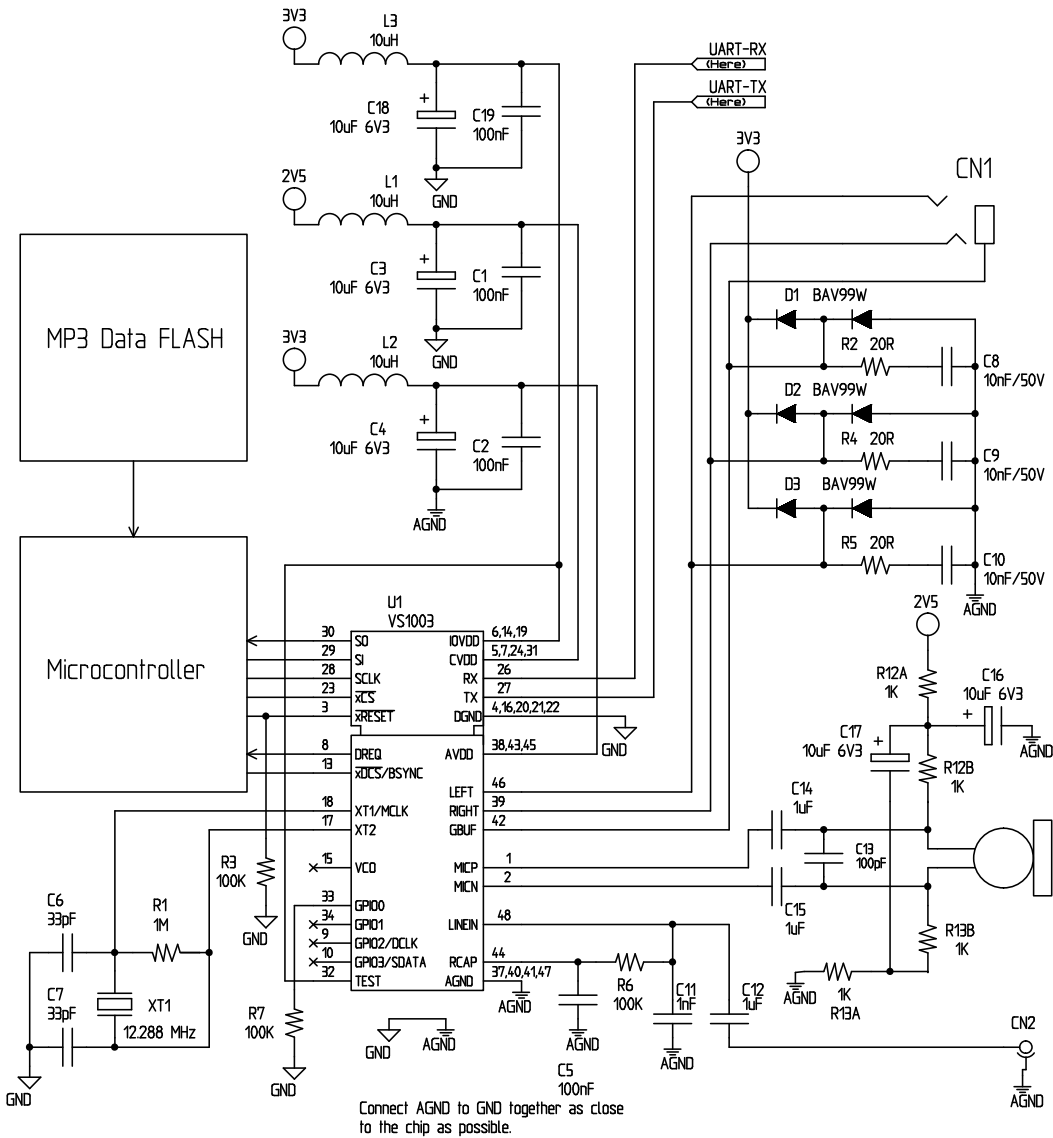 3V3
L3
10uH
C18
10uF 6V3
C19
100nF
GND
UART-RX
(Here)
UART-TX
(Here)
2V5
L1
10uH
C3
10uF 6V3
C1
100nF
GND
3V3
L2
10uH
C4
10uF 6V3
C2
100nF
AGND
MP3 Data FLASH
Microcontroller
3V3
CN1
D1 BAV99W
R2 20R
C8
10nF/50V
D2 BAV99W
R4 20R
C9
10nF/50V
D3 BAV99W
R5 20R
C10
10nF/50V
AGND
U1
VS1003
30 SO
29 SI
28 SCLK
23 xCS
3 xRESET
8 DREQ
13 xDCS/BSYNC
18 XT1/MCLK
17 XT2
15 VCO
33 GPIO0
34 GPIO1
9 GPIO2/DCLK
10 GPIO3/SDATA
32 TEST
IOVDD 6,14,19
CVDD 5,7,24,31
RX 26
TX 27
DGND 4,16,20,21,22
GND
AVDD 38,43,45
LEFT 46
RIGHT 39
GBUF 42
MICP 1
MICN 2
LINEIN 48
RCAP 44
AGND 37,40,41,47
AGND
2V5
R12A
1K
C16
10uF 6V3
AGND
C17
10uF 6V3
R12B
1K
C14
1uF
C13
100pF
C15
1uF
R13B
1K
1K
R13A
AGND
R3
100K
GND
C6
33pF
R1
1M
C7
33pF
XT1
12.288 MHz
GND
R7
100K
GND
GND
AGND
R6
100K
C5
100nF
AGND
C11
1nF
AGND
C12
1uF
CN2
AGND
Connect AGND to GND together as close
to the chip as possible.